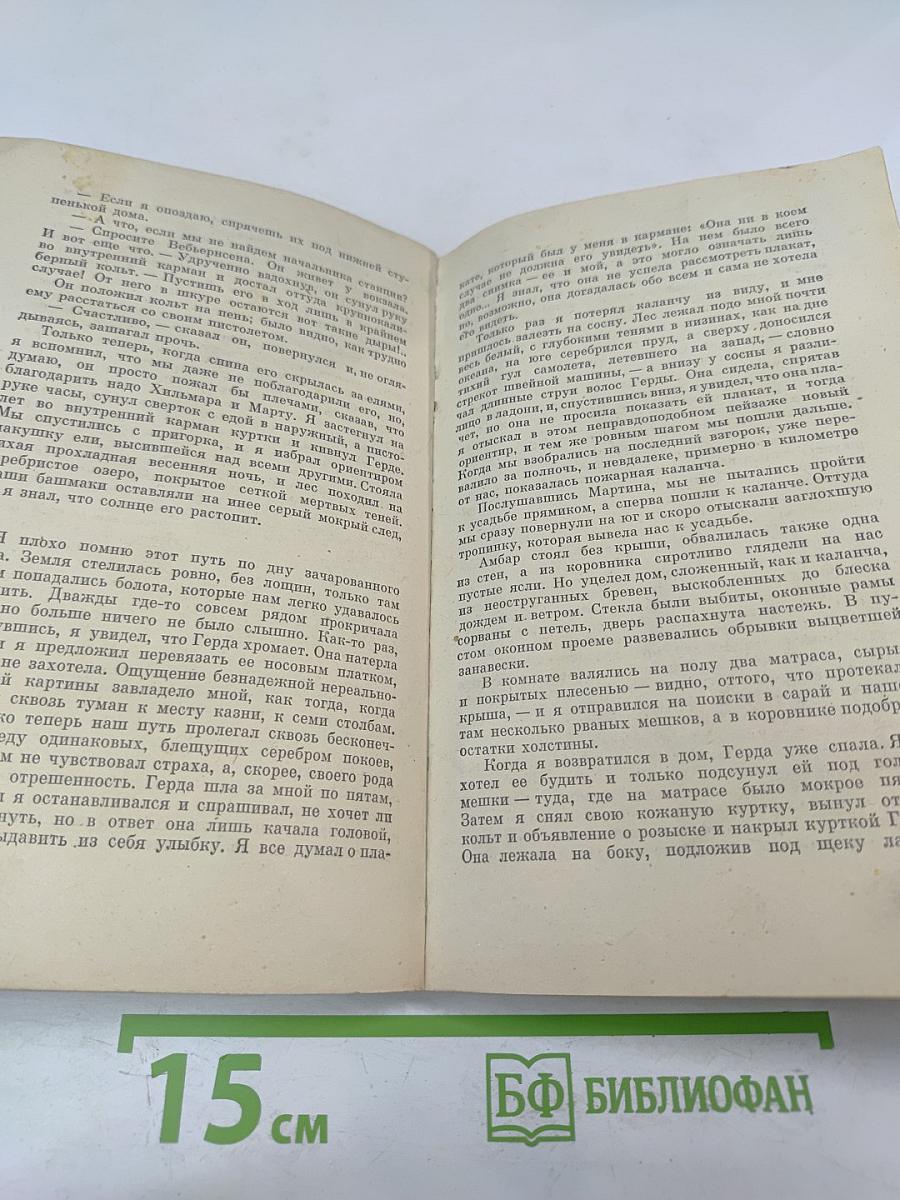 — Если я опоздаю, спрячешь их под нижней сту-
пенькой дома.
— А что, если мы не найдем начальника станции?
— Спросите Вебьернсена. Он живет у вокзала.
И вот еще что. — Удрученно вздохнув, он сунул руку
во внутренний карман и достал оттуда крупнокали-
берный кольт. — Пустишь его в ход лишь в крайнем
случае! От него в шкуре остаются вот такие дыры!..
Он положил кольт на пень; было видно, как трудно
ему расстаться со своим пистолетом.
— Счастливо, — сказал он, повернулся и, не огля-
дываясь, зашагал прочь.
Только теперь, когда спина его скрылась за елями,
я вспомнил, что мы даже не поблагодарили его, но,
думаю, он просто пожал бы плечами, сказав, что
благодарить надо Хильмара и Марту. Я застегнул на
руке часы, сунул сверток с едой в наружный, а писто-
лет во внутренний карман куртки и кивнул Герде.
Мы спустились с пригорка, и я избрал ориентиром
макушку ели, высившейся над всеми другими. Стояла
тихая прохладная весенняя ночь, и лес походил на
серебристое озеро, покрытое сеткой мертвых теней.
аши башмаки оставляли на инее серый мокрый след,
я знал, что солнце его растопит.
Я плохо помню этот путь по дну зачарованного
а. Земля стелилась ровно, без лощин, только там
м попадались болота, которые нам легко удавалось
ить. Дважды где-то совсем рядом прокричала
но больше ничего не было слышно. Как-то раз,
увшись, я увидел, что Герда хромает. Она натерла
и я предложил перевязать ее носовым платком,
не захотела. Ощущение безнадежной нереально-
й картины завладело мной, как тогда, когда
сквозь туман к месту казни, к семи столбам.
ко теперь наш путь пролегал сквозь бесконеч-
еду одинаковых, блещущих серебром покоев,
м не чувствовал страха, а, скорее, своего рода
отрешенность. Герда шла за мной по пятам,
ы я останавливался и спрашивал, не хочет ли
нуть, но в ответ она лишь качала головой,
ыдавить из себя улыбку. Я все думал о пла-
кате, который был у меня в кармане: «Она ни в коем
случае не должна его увидеть». На нем было всего
два снимка — ее и мой, а это могло означать лишь
одно... Я знал, что она не успела рассмотреть плакат,
но, возможно, она догадалась обо всем и сама не хотела
его видеть.
Только раз я потерял каланчу из виду, и мне
пришлось залезть на сосну. Лес лежал подо мной почти
весь белый, с глубокими тенями в низинах, как на дне
океана, на юге серебрился пруд, а сверху доносился
тихий гул самолета, летевшего на запад, — словно
стрекот швейной машины, — а внизу у сосны я разли-
чал длинные струи волос Герды. Она сидела, спрятав
лицо в ладони, и, спустившись вниз, я увидел, что она пла-
чет, но она не просила показать ей плакат, и тогда
я отыскал в этом неправдоподобном пейзаже новый
ориентир, и тем же ровным шагом мы пошли дальше.
Когда мы взобрались на последний взгорок, уже пере-
валило за полночь, и невдалеке, примерно в километре
от нас, показалась пожарная каланча.
Послушавшись Мартина, мы не пытались пройти
к усадьбе прямиком, а сперва пошли к каланче. Оттуда
мы сразу повернули на юг и скоро отыскали заглохшую
тропинку, которая вывела нас к усадьбе.
Амбар стоял без крыши, обвалилась также одна
из стен, а из коровника сиротливо глядели на нас
пустые ясли. Но уцелел дом, сложенный, как и каланча,
из неоструганных бревен, выскобленных до блеска
дождем и ветром. Стекла были выбиты, оконные рамы
сорваны с петель, дверь распахнута настежь. В пу-
стом оконном проеме развевались обрывки выцветшей
занавески.
В комнате валялись на полу два матраса, сыры
и покрытых плесенью — видно, оттого, что протекал
крыша, — и я отправился на поиски в сарай и наше
там несколько рваных мешков, а в коровнике подобр
остатки холстины.
Когда я возвратился в дом, Герда уже спала. Я
хотел ее будить и только подсунул ей под гол
мешки — туда, где на матрасе было мокрое пя
Затем я снял свою кожаную куртку, вынул от
кольт и объявление о розыске и накрыл курткой Г
Она лежала на боку, подложив под щеку ла
15 см
БФ БИБЛИОФАН